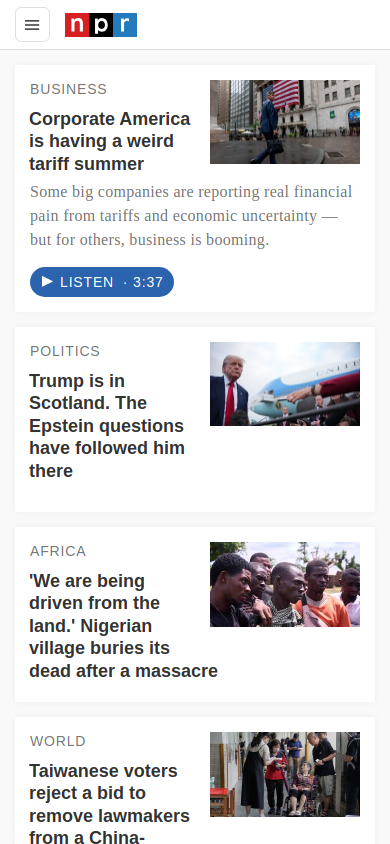 npr
BUSINESS
Corporate America
is having a weird
tariff summer
Some big companies are reporting real financial
pain from tariffs and economic uncertainty —
but for others, business is booming.
LISTEN · 3:37
POLITICS
Trump is in
Scotland. The
Epstein questions
have followed him
there
AFRICA
'We are being
driven from the
land.' Nigerian
village buries its
dead after a massacre
WORLD
Taiwanese voters
reject a bid to
remove lawmakers
from a China-